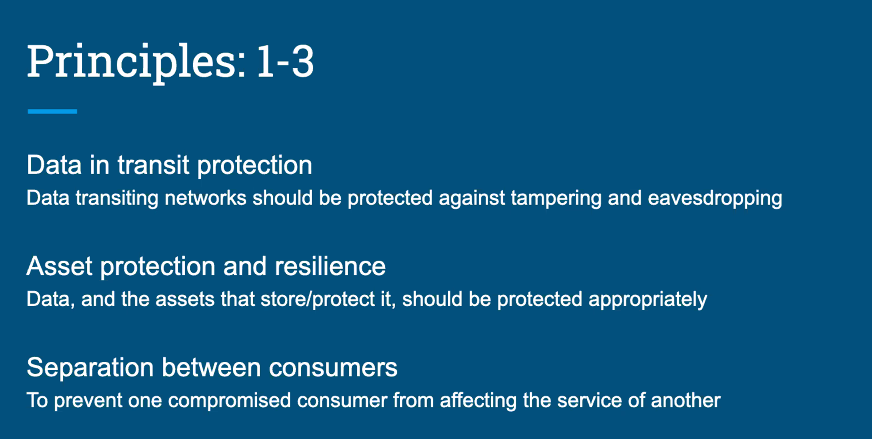 Principles: 1-3
Data in transit protection
Data transiting networks should be protected against tampering and eavesdropping
Asset protection and resilience
Data, and the assets that store/protect it, should be protected appropriately
Separation between consumers
To prevent one compromised consumer from affecting the service of another